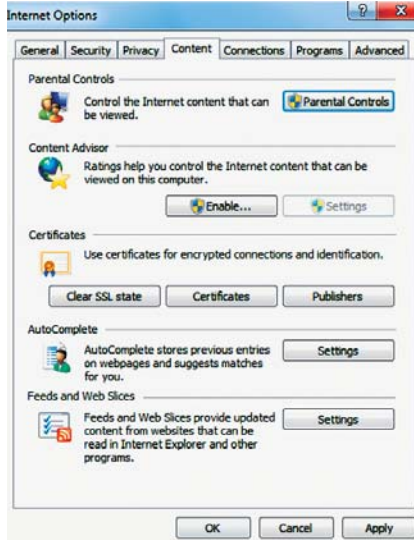 Internet Options
General Security Privacy Content Connections Programs Advanced
Parental Controls
Control the Internet content that can
be viewed.
Parental Controls
Content Advisor
Ratings help you control the Internet content that can be
viewed on this computer.
Enable... Settings
Certificates
Use certificates for encrypted connections and identification.
Clear SSL state Certificates Publishers
AutoComplete
AutoComplete stores previous entries
on webpages and suggests matches
for you.
Settings
Feeds and Web Slices
Feeds and Web Slices provide updated
content from websites that can be
read in Internet Explorer and other
programs.
Settings
OK Cancel Apply